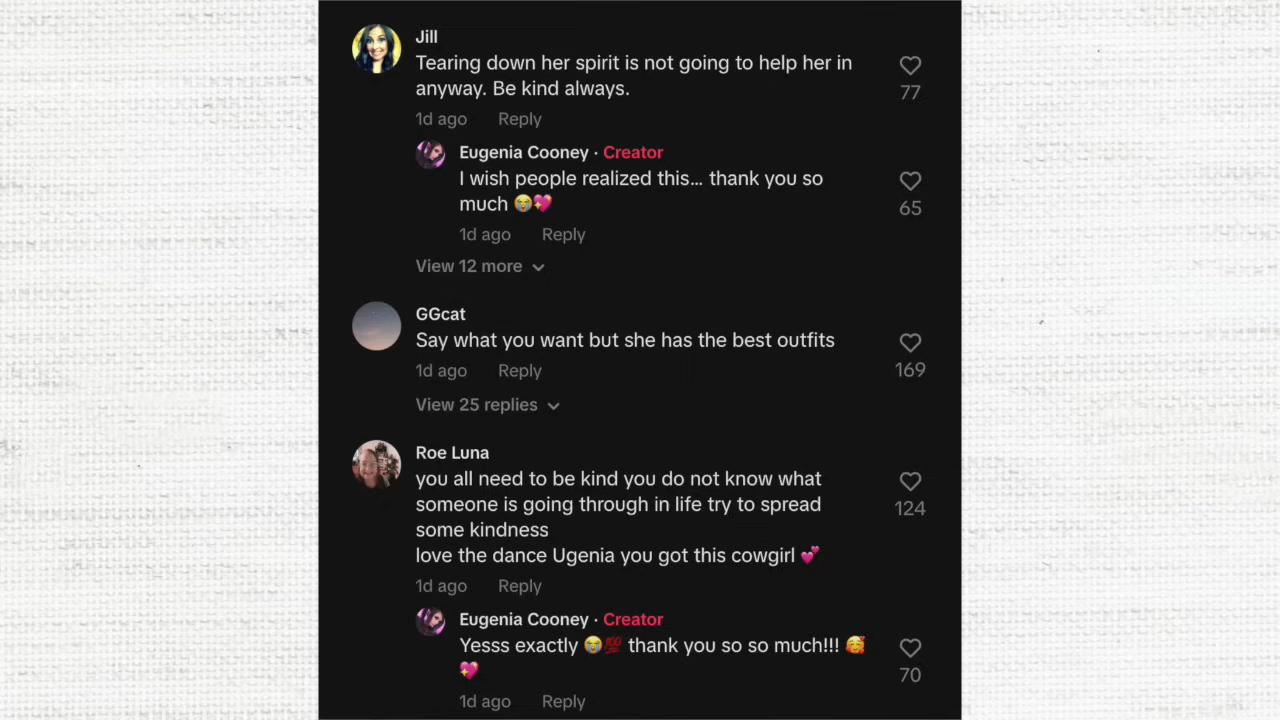 Jill
Tearing down her spirit is not going to help her in
anyway. Be kind always.
77
1d ago Reply
Eugenia Cooney · Creator
I wish people realized this... thank you so
much 😭💖
65
1d ago Reply
View 12 more
GGcat
Say what you want but she has the best outfits
169
1d ago Reply
View 25 replies
Roe Luna
you all need to be kind you do not know what
someone is going through in life try to spread
124
some kindness
love the dance Ugenia you got this cowgirl 💕
1d ago Reply
Eugenia Cooney · Creator
Yesss exactly 😭💯 thank you so so much!!! 🥰
💖
70
1d ago Reply